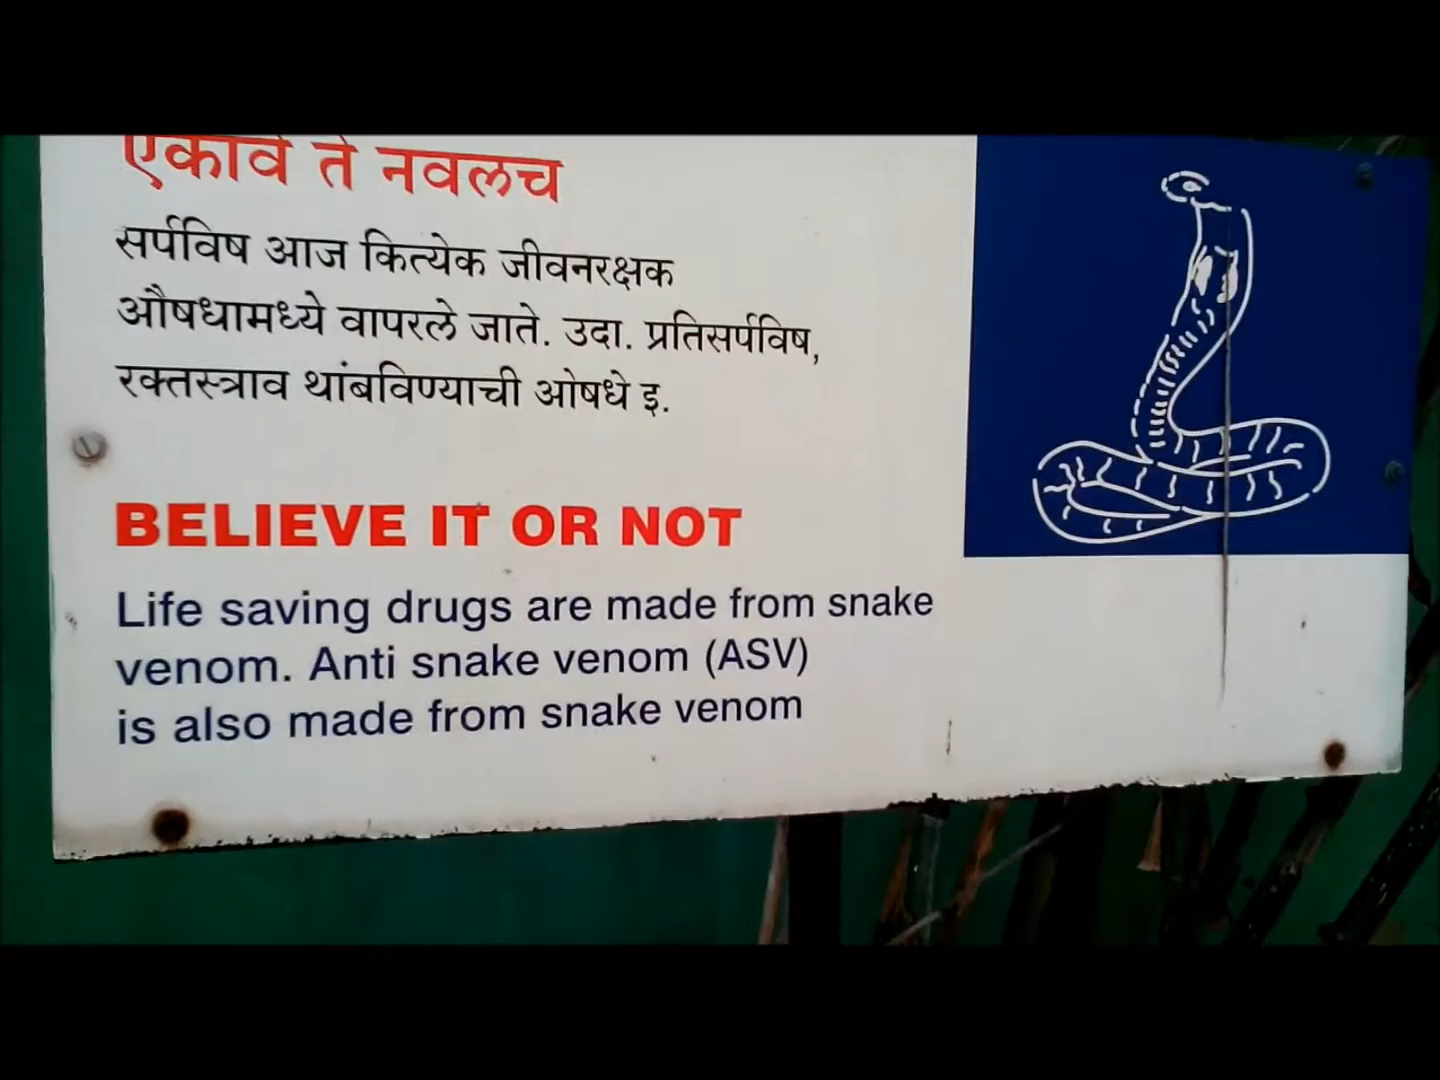 एकावे ते नवलच
सर्पविष आज कित्येक जीवनरक्षक
औषधामध्ये वापरले जाते. उदा. प्रतिसर्पविष,
रक्तस्त्राव थांबविण्याची ओषधे इ.
BELIEVE IT OR NOT
Life saving drugs are made from snake
venom. Anti snake venom (ASV)
is also made from snake venom